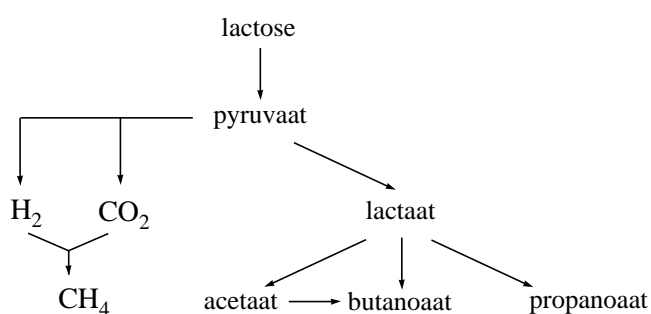 lactose
pyruvaat
H₂ CO₂ lactaat
CH₄ acetaat butanoaat propanoaat